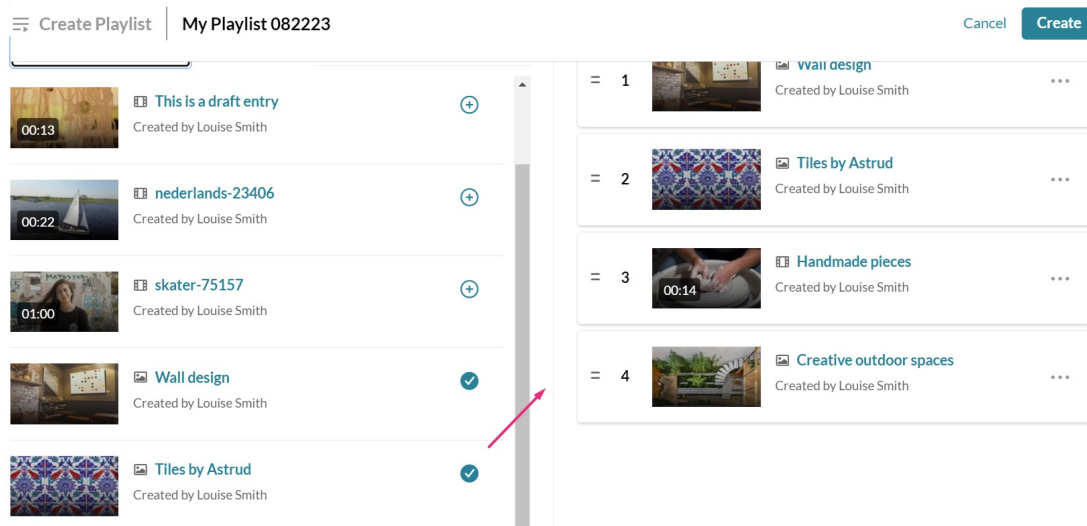 Create Playlist
My Playlist 082223
Cancel
Create
00:13
This is a draft entry
Created by Louise Smith
00:22
nederlands-23406
Created by Louise Smith
01:00
skater-75157
Created by Louise Smith
Wall design
Created by Louise Smith
Tiles by Astrud
Created by Louise Smith
1
Wall design
Created by Louise Smith
2
Tiles by Astrud
Created by Louise Smith
3
00:14
Handmade pieces
Created by Louise Smith
4
Creative outdoor spaces
Created by Louise Smith